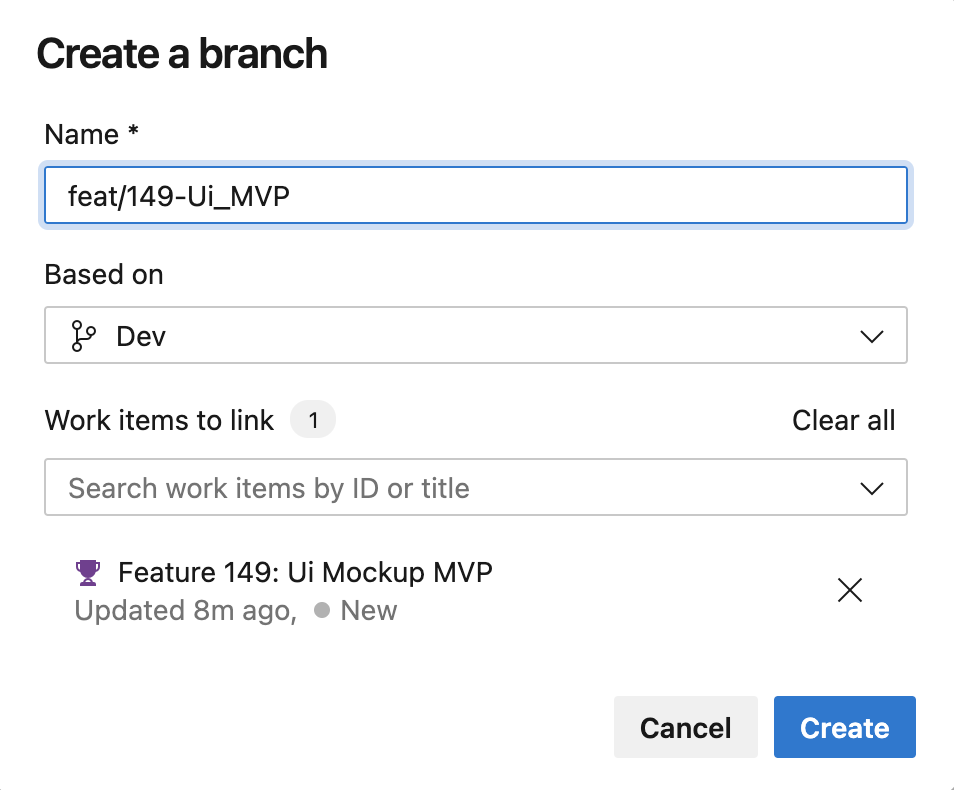 Create a branch
Name *
feat/149-Ui_MVP
Based on
Dev
Work items to link 1 Clear all
Search work items by ID or title
Feature 149: Ui Mockup MVP
Updated 8m ago, New
Cancel Create